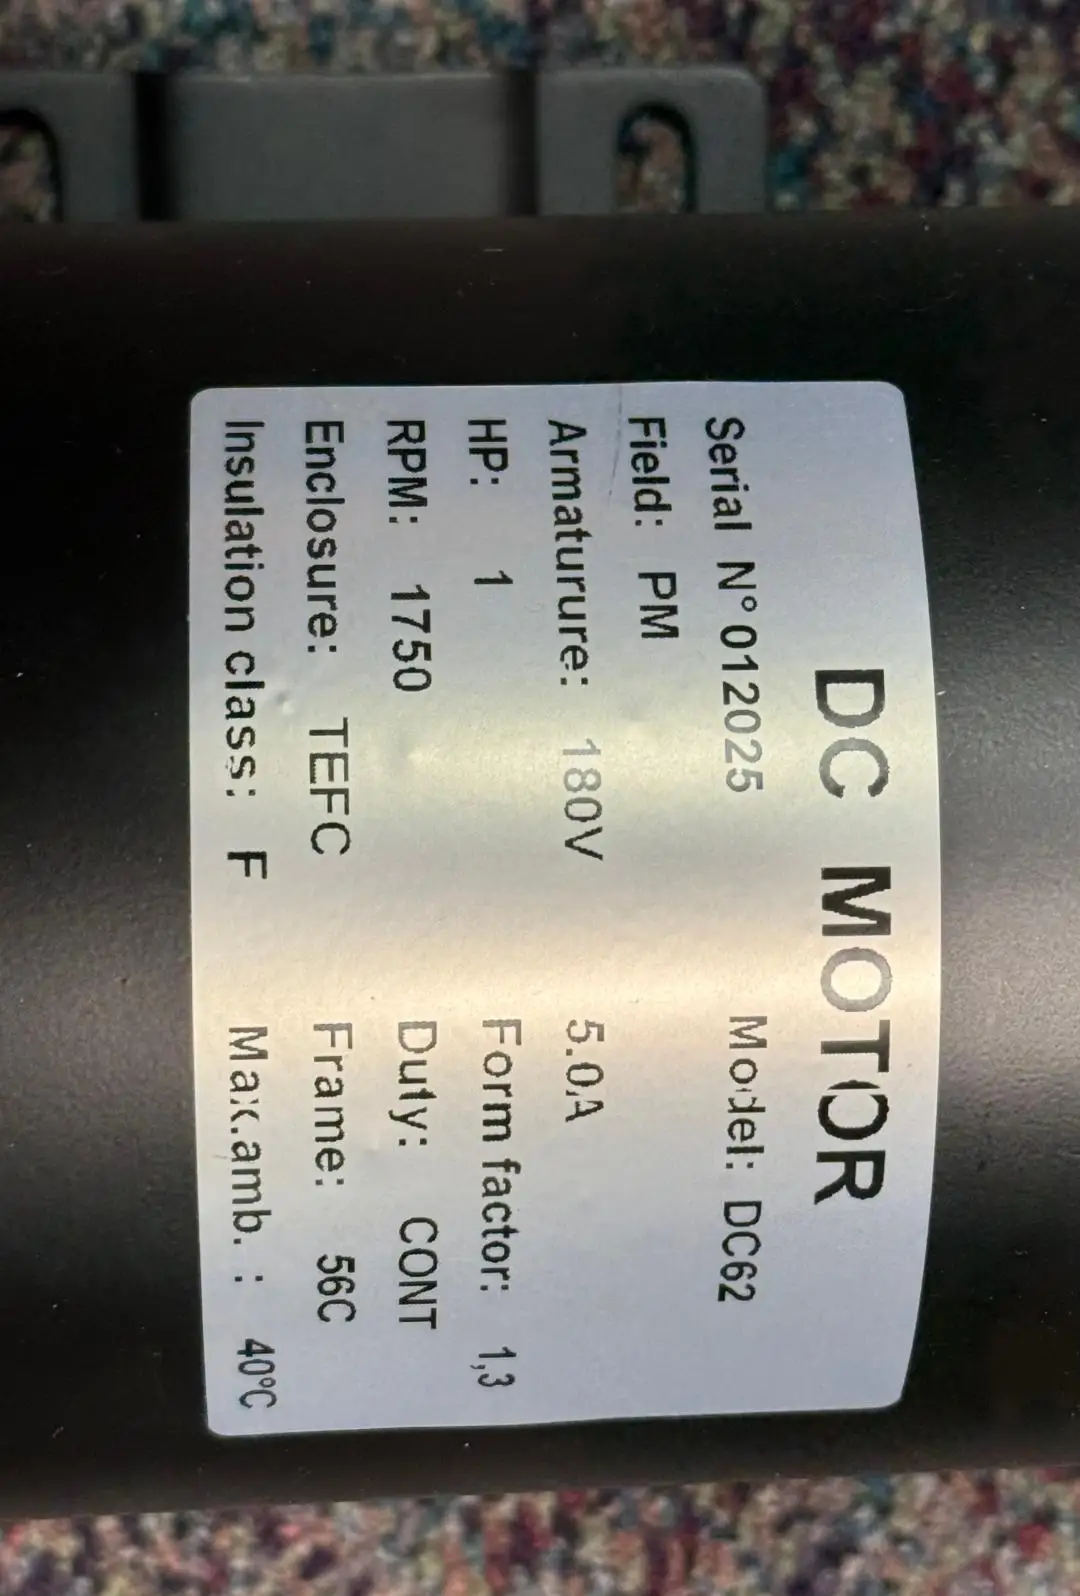 DC MOTOR
Serial N°012025 Model: DC62
Field: PM
Armaturure: 180V 5.0A
HP: 1 Form factor: 1,3
RPM: 1750 Duty: CONT
Enclosure: TEFC Frame: 56C
Insulation class: F Max.amb. : 40°C